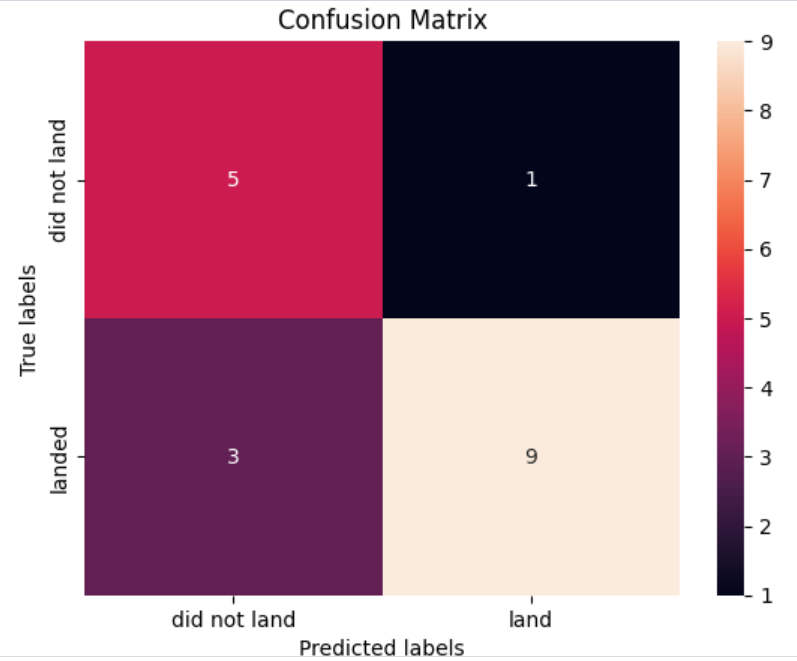 Confusion Matrix
True labels
did not land
landed
5 1
3 9
did not land land
Predicted labels
9
8
7
6
5
4
3
2
1